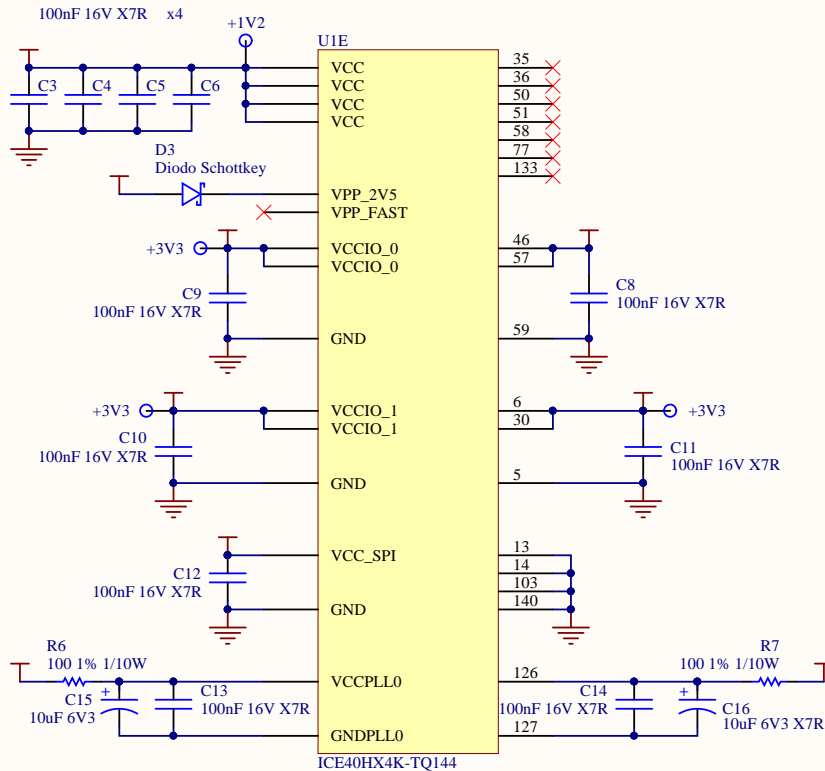 100nF 16V X7R x4
+1V2
U1E
C3
C4
C5
C6
VCC
VCC
VCC
VCC
35
36
50
51
58
77
133
D3
Diodo Schottkey
VPP_2V5
VPP_FAST
+3V3
VCCIO_0
VCCIO_0
46
57
C9
100nF 16V X7R
C8
100nF 16V X7R
GND
59
+3V3
VCCIO_1
VCCIO_1
6
30
+3V3
C10
100nF 16V X7R
C11
100nF 16V X7R
GND
5
VCC_SPI
13
14
103
140
C12
100nF 16V X7R
GND
R6
100 1% 1/10W
R7
100 1% 1/10W
VCCPLL0
126
+
C15
10uF 6V3
C13
100nF 16V X7R
C14
100nF 16V X7R
+
C16
10uF 6V3 X7R
GNDPLL0
127
ICE40HX4K-TQ144